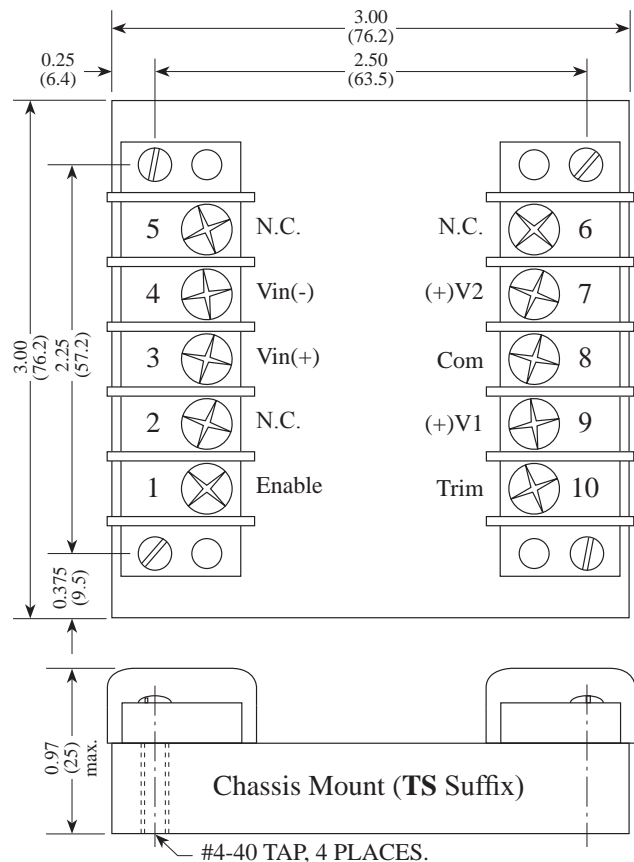 3.00
(76.2)
0.25
(6.4)
2.50
(63.5)
5 N.C. N.C. 6
4 Vin(-) (+)V2 7
3 Vin(+) Com 8
2 N.C. (+)V1 9
1 Enable Trim 10
3.00
(76.2)
2.25
(57.2)
0.375
(9.5)
0.97
(25)
max.
Chassis Mount (TS Suffix)
#4-40 TAP, 4 PLACES.